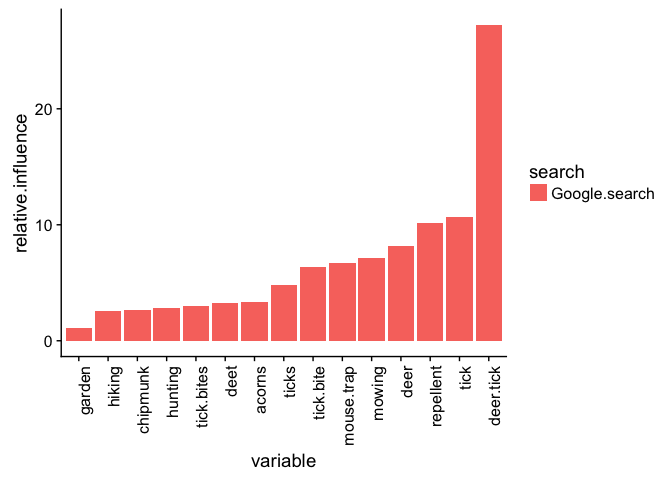 relative.influence
20
10
0
garden
hiking
chipmunk
hunting
tick.bites
deet
acorns
ticks
tick.bite
mouse.trap
mowing
deer
repellent
tick
deer.tick
variable
search
Google.search